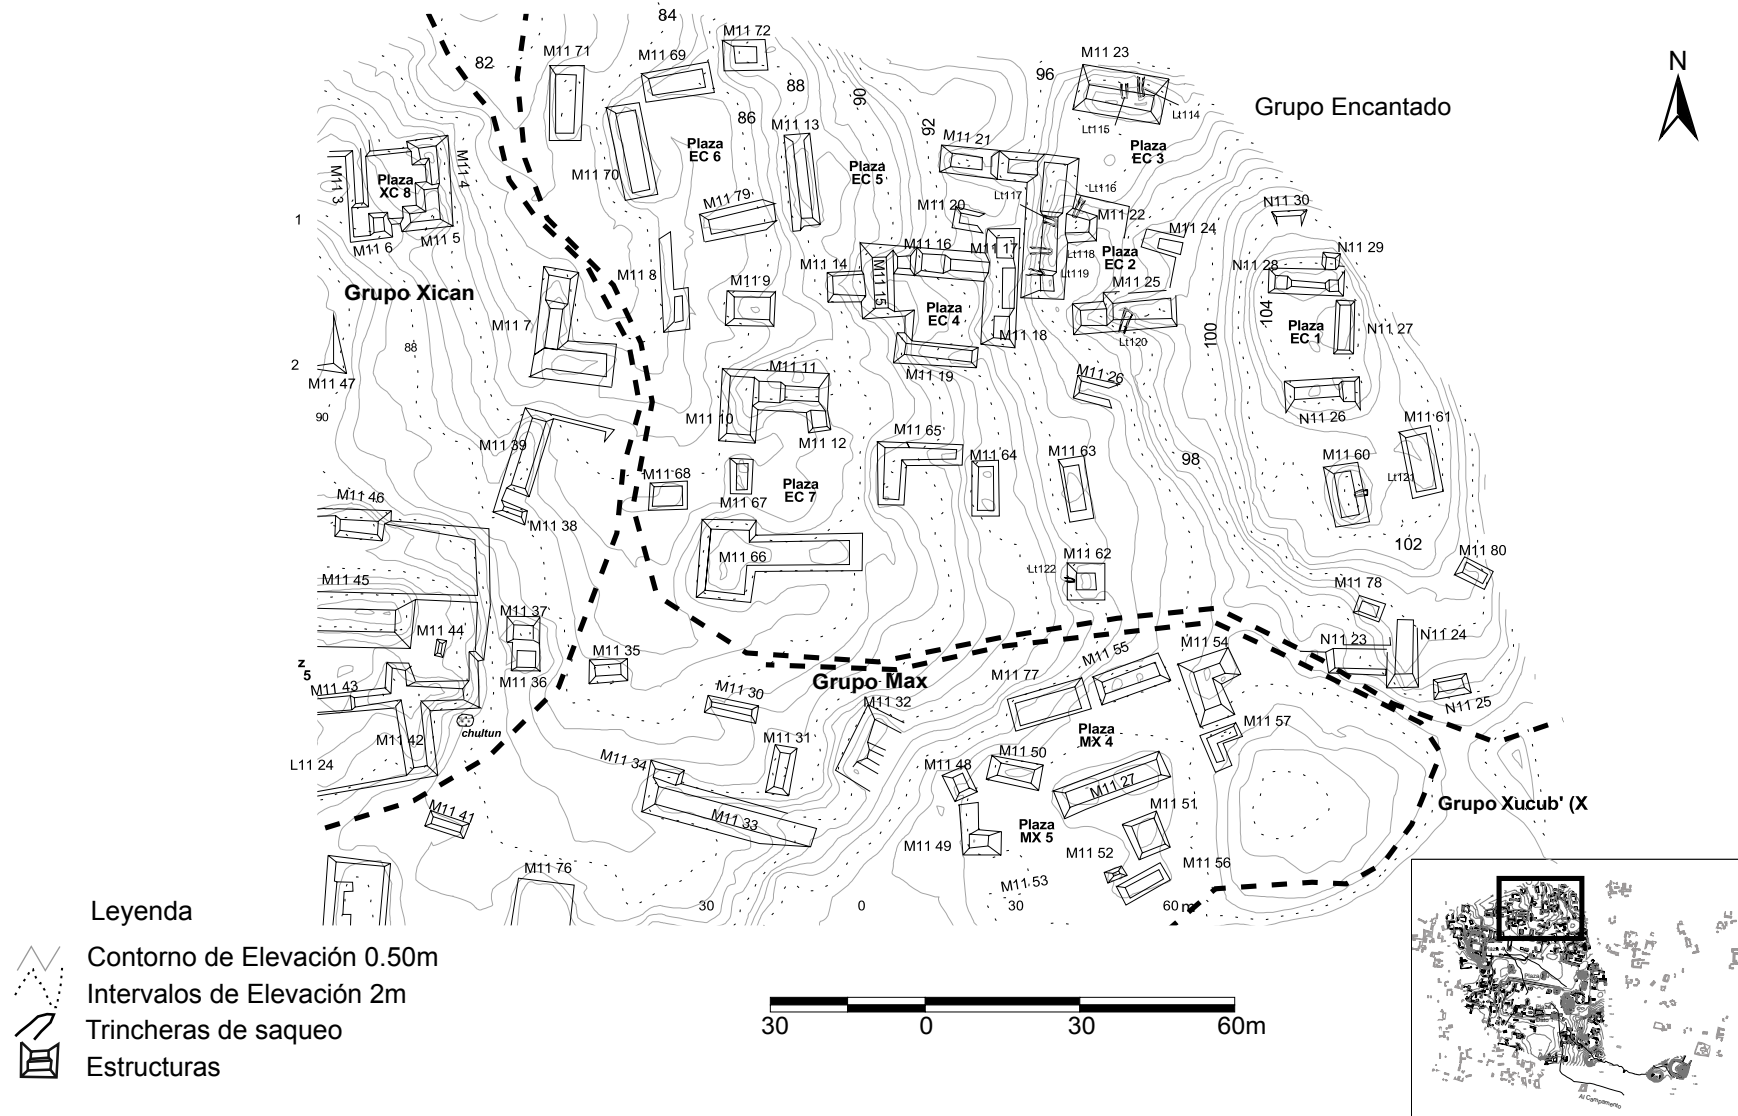 84
M11 72
M11 71
M11 69
82
M11 23
96
88
90
Grupo Encantado
N
86
M11 13
92
Lt114
Lt115
M11 21
Plaza
EC 6
Plaza
EC 5
Plaza
EC 3
M11 3
M11 4
Plaza
XC 8
M11 70
M11 79
Lt117
Lt116
M11 20
M11 22
N11 30
1
M11 24
M11 6
M11 5
M11 16
M11 17
N11 29
M11 14
Lt118
Plaza
EC 2
N11 28
M11 8
M11 9
M11 15
Lt119
M11 25
Grupo Xican
104
Plaza
EC 4
M11 7
M11 18
100
Plaza
EC 1
N11 27
88
Lt120
2
M11 47
M11 11
M11 19
M11 26
90
M11 10
M11 12
N11 26
M11 61
M11 39
M11 65
M11 64
M11 63
98
M11 60
Lt121
M11 68
M11 46
Plaza
EC 7
M11 67
M11 38
102
M11 66
M11 62
Lt122
M11 80
M11 45
M11 78
M11 37
M11 44
N11 23
N11 24
M11 54
z
5
M11 35
M11 55
M11 36
M11 43
Grupo Max
M11 77
M11 30
M11 32
N11 25
chultun
M11 42
M11 31
Plaza
MX 4
M11 57
L11 24
M11 34
M11 50
M11 48
M11 27
M11 41
M11 33
M11 51
Grupo Xucub' (X
Plaza
MX 5
M11 49
M11 52
M11 56
M11 76
M11 53
30
0
30
60 m
Leyenda
Contorno de Elevación 0.50m
Intervalos de Elevación 2m
Trincheras de saqueo
Estructuras
30
0
30
60m
Al Campamento